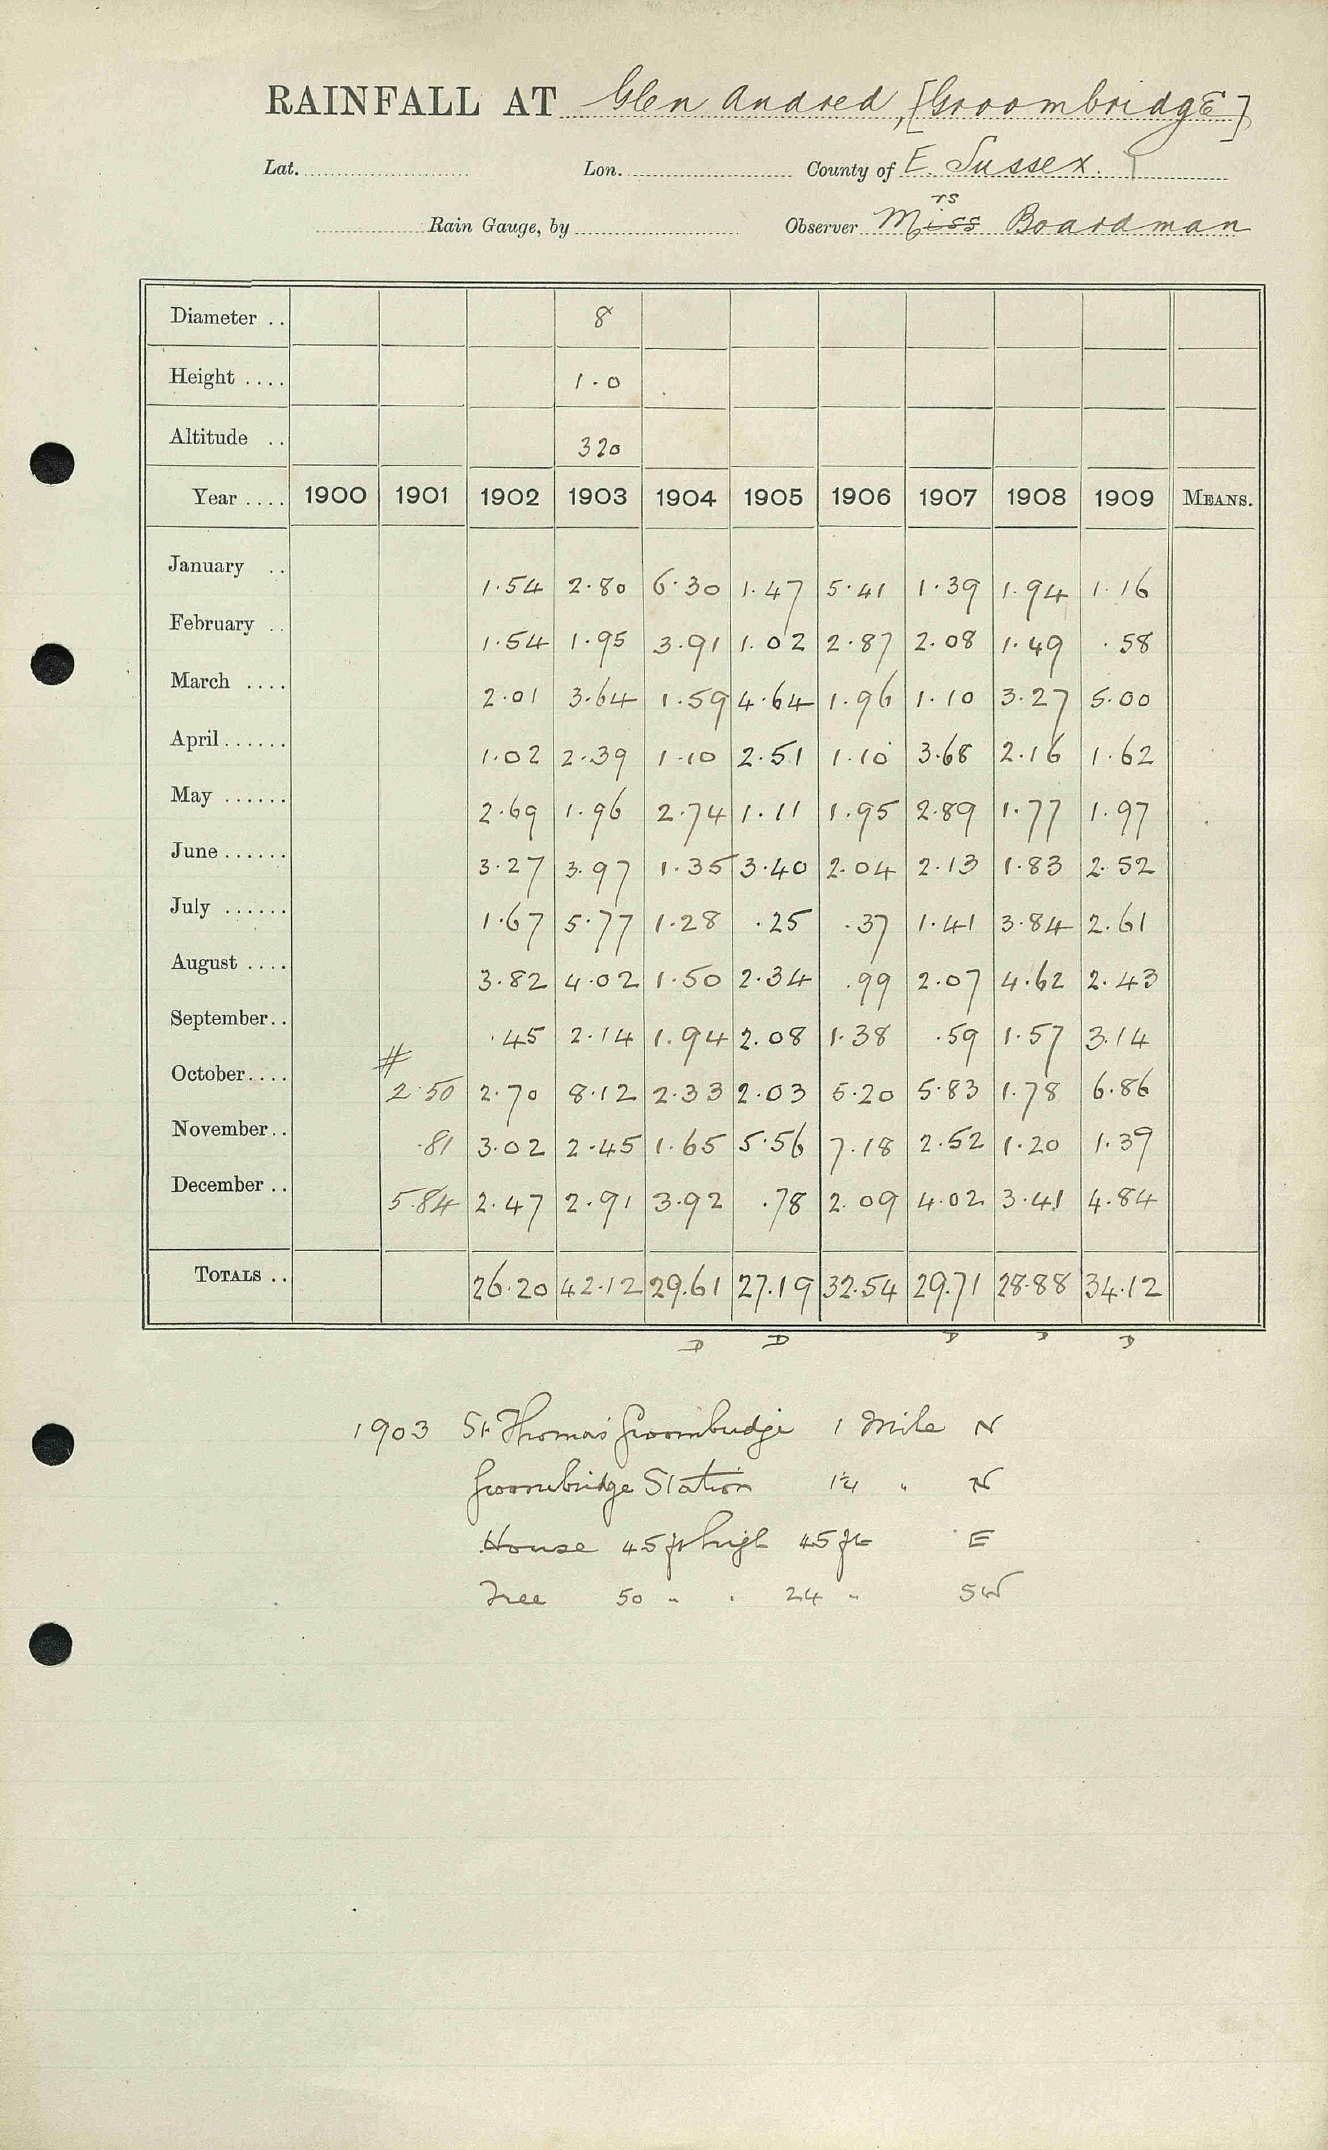 RAINFALL AT Glen Andred, [Groombridge]
Lat. Lon. County of E. Sussex.
Rain Gauge, by Observer Miss rs Boardman
Diameter .. 8
Height .... 1.0
Altitude .. 320
Year .... 1900 1901 1902 1903 1904 1905 1906 1907 1908 1909 MEANS.
January .. 1.54 2.80 6.30 1.47 5.41 1.39 1.94 1.16
February .. 1.54 1.95 3.91 1.02 2.87 2.08 1.49 .58
March .... 2.01 3.64 1.59 4.64 1.96 1.10 3.27 5.00
April ...... 1.02 2.39 1.10 2.51 1.10 3.68 2.16 1.62
May ...... 2.69 1.96 2.74 1.11 1.95 2.89 1.77 1.97
June ...... 3.27 3.97 1.35 3.40 2.04 2.13 1.83 2.52
July ...... 1.67 5.77 1.28 .25 .37 1.41 3.84 2.61
August .... 3.82 4.02 1.50 2.34 .99 2.07 4.62 2.43
September.. .45 2.14 1.94 2.08 1.38 .59 1.57 3.14
#
October.... 2.50 2.70 8.12 2.33 2.03 5.20 5.83 1.78 6.86
November.. .81 3.02 2.45 1.65 5.56 7.18 2.52 1.20 1.39
December .. 5.84 2.47 2.91 3.92 .78 2.09 4.02 3.41 4.84
TOTALS .. 26.20 42.12 29.61 27.19 32.54 29.71 28.88 34.12
D D D D D
1903 St Thomas' Groombridge 1 Mile N
Groombridge Station 1¼ " N
House 45 ft high 45 ft E
Tree 50 " " 24 " SW